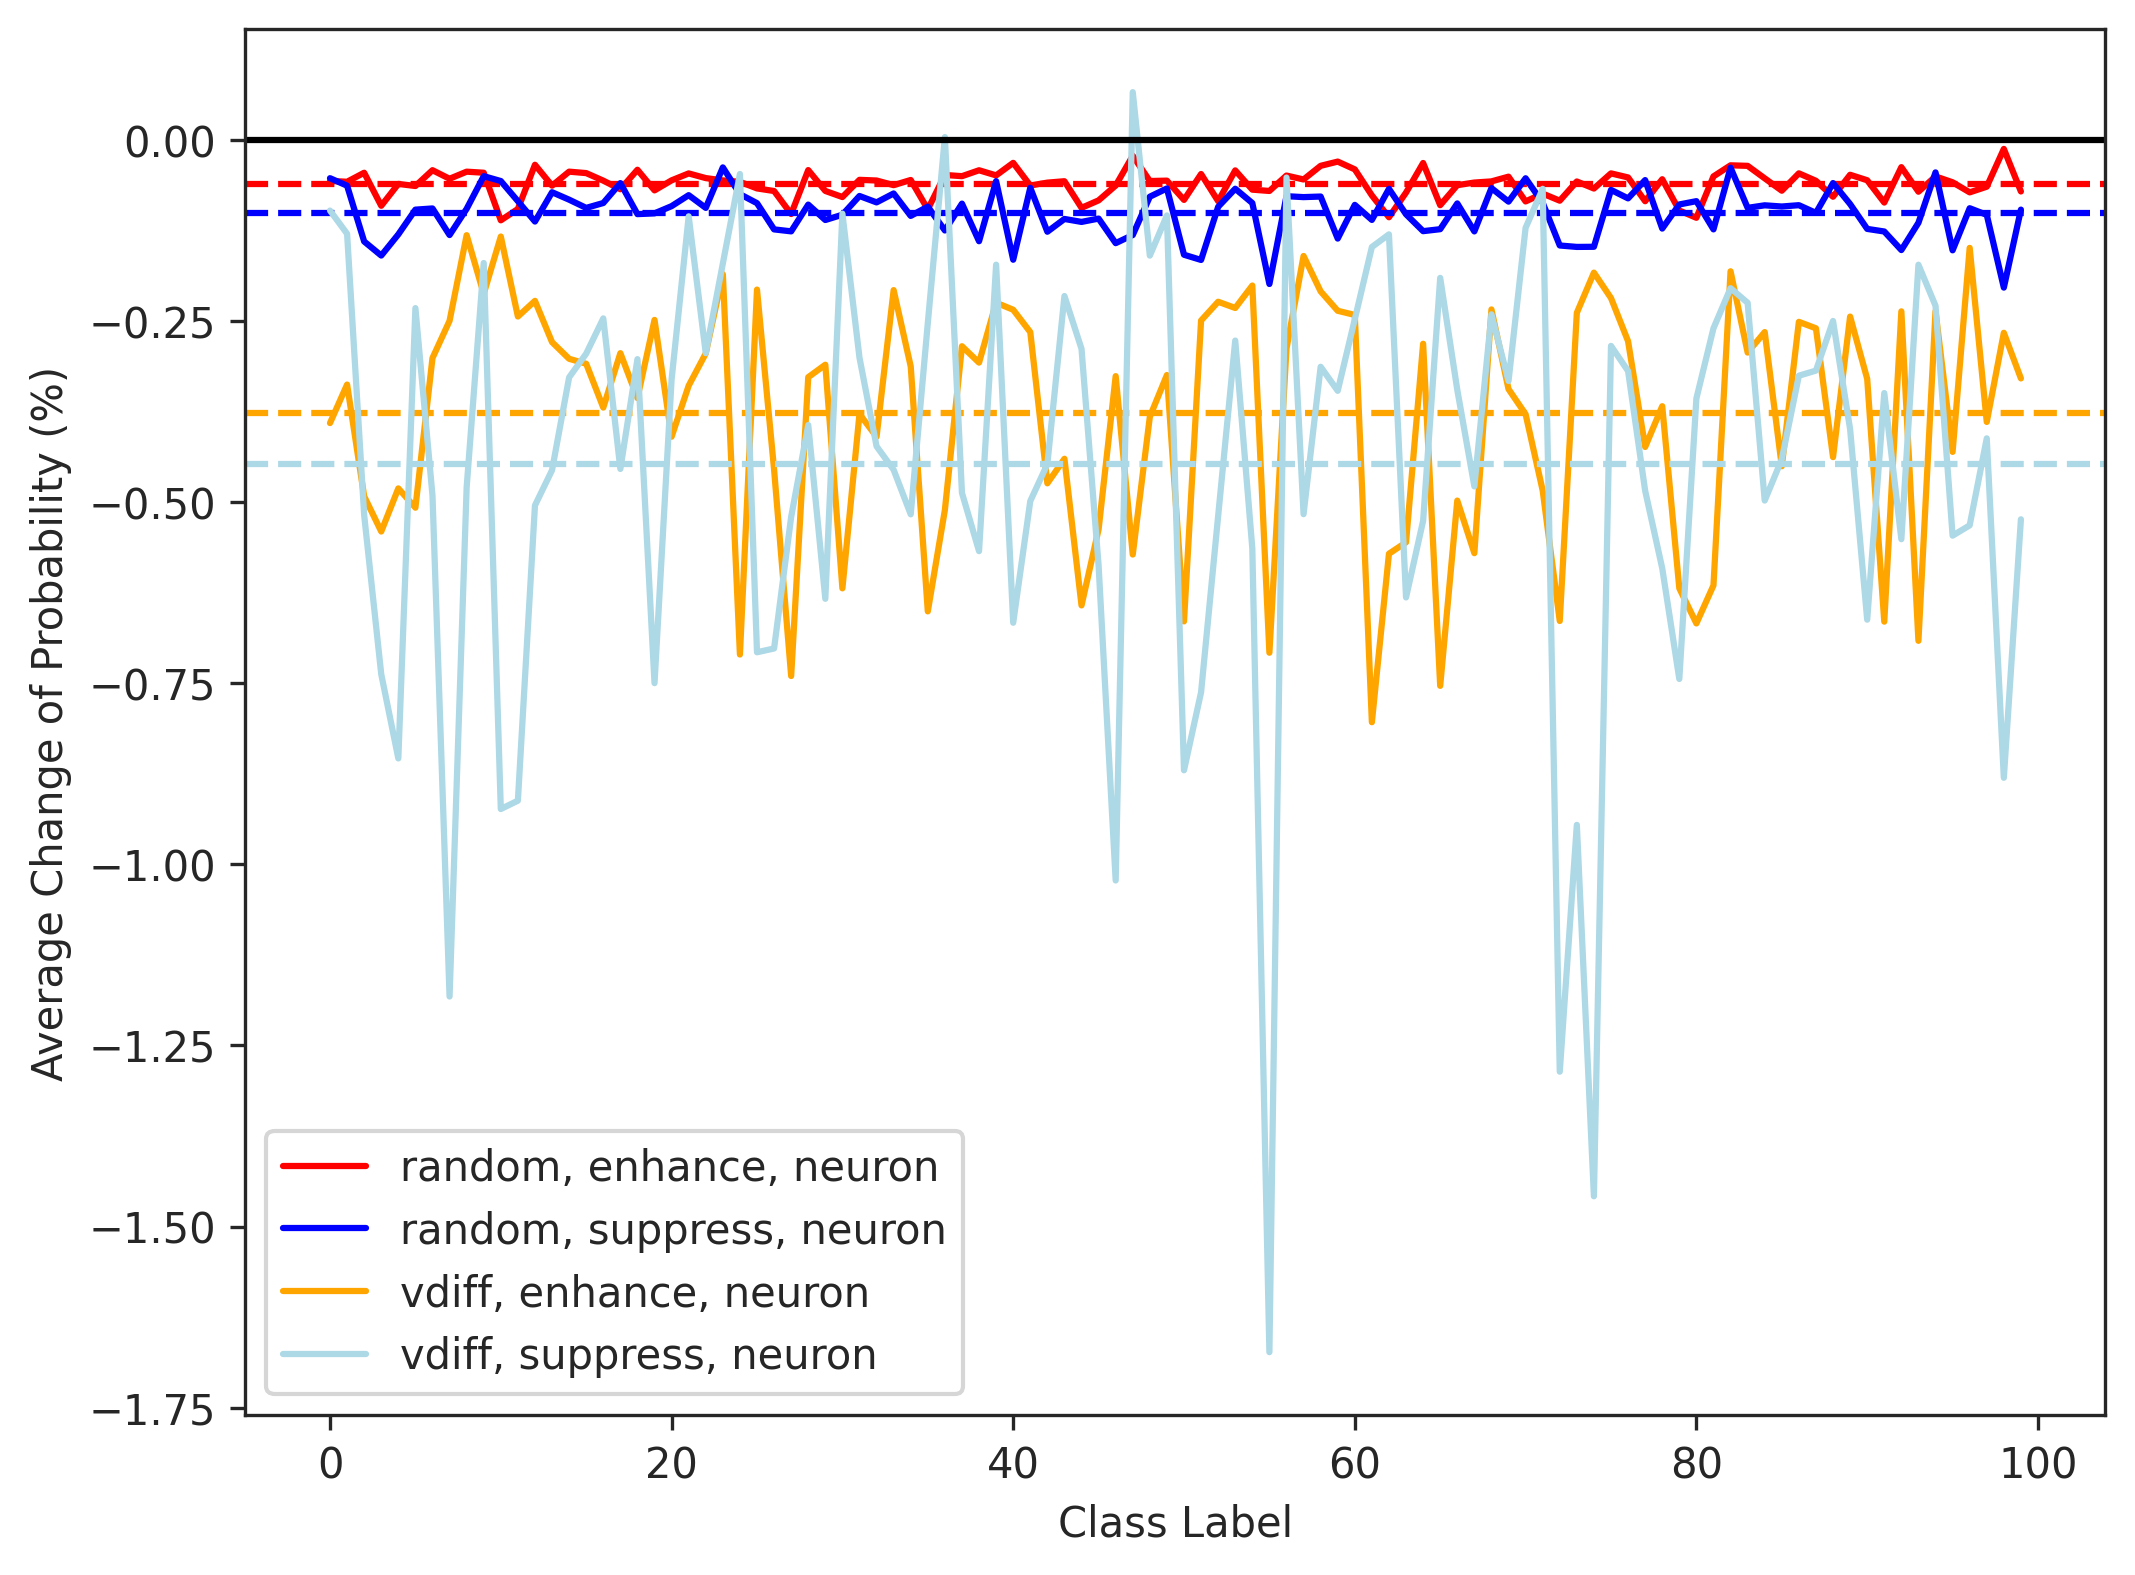 Average Change of Probability (%)
0.00
−0.25
−0.50
−0.75
−1.00
−1.25
−1.50
−1.75
random, enhance, neuron
random, suppress, neuron
vdiff, enhance, neuron
vdiff, suppress, neuron
0 20 40 60 80 100
Class Label